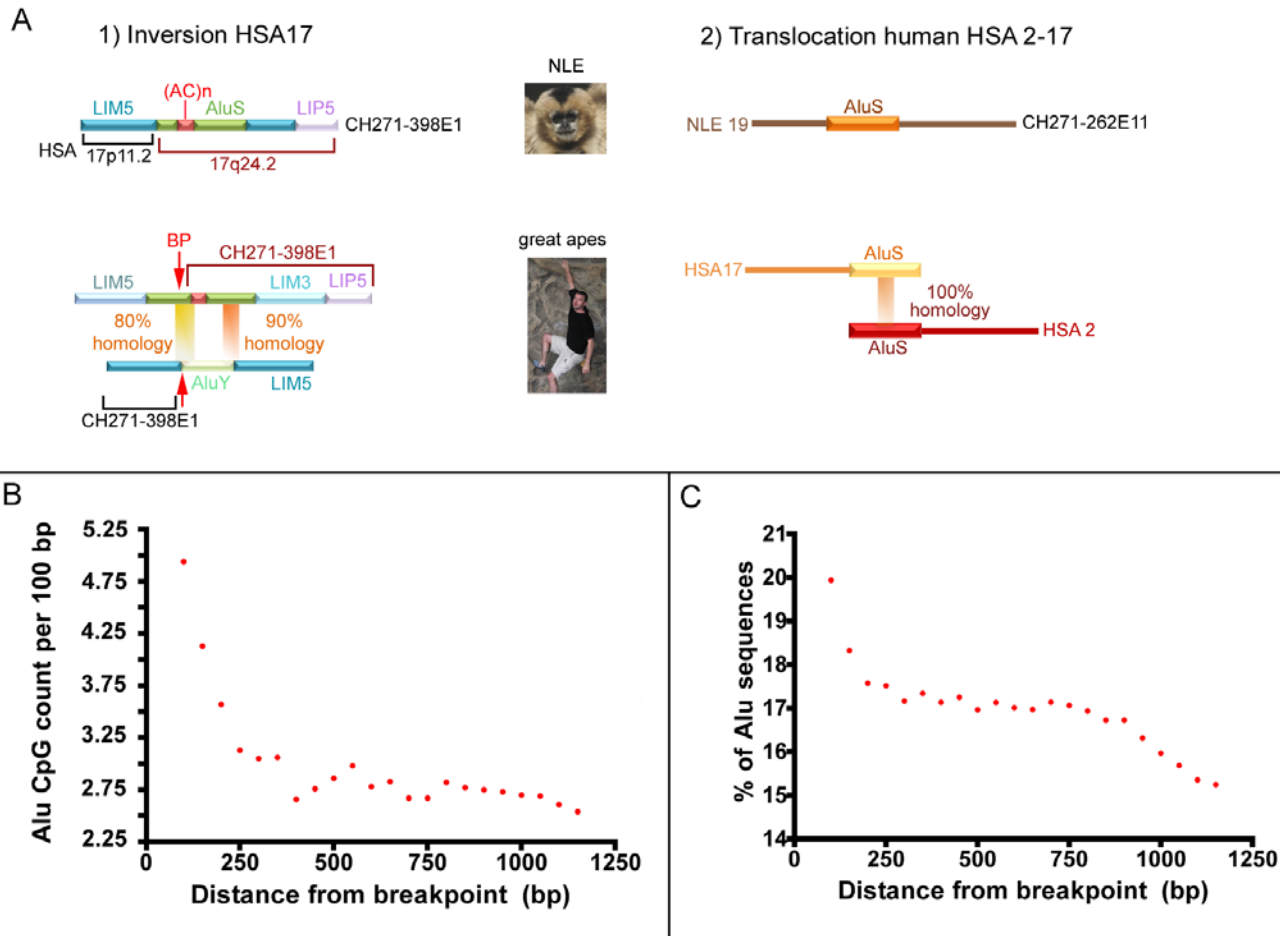 A
1) Inversion HSA17
2) Translocation human HSA 2-17
NLE
(AC)n
LIM5
AluS
LIP5
CH271-398E1
HSA
17p11.2
17q24.2
AluS
NLE 19
CH271-262E11
great apes
BP
CH271-398E1
LIM5
LIM3
LIP5
80%
homology
90%
homology
AluY
LIM5
CH271-398E1
AluS
HSA17
100%
homology
HSA 2
AluS
B
Alu CpG count per 100 bp
5.25
4.75
4.25
3.75
3.25
2.75
2.25
0
250
500
750
1000
1250
Distance from breakpoint (bp)
C
% of Alu sequences
21
20
19
18
17
16
15
14
0
250
500
750
1000
1250
Distance from breakpoint (bp)